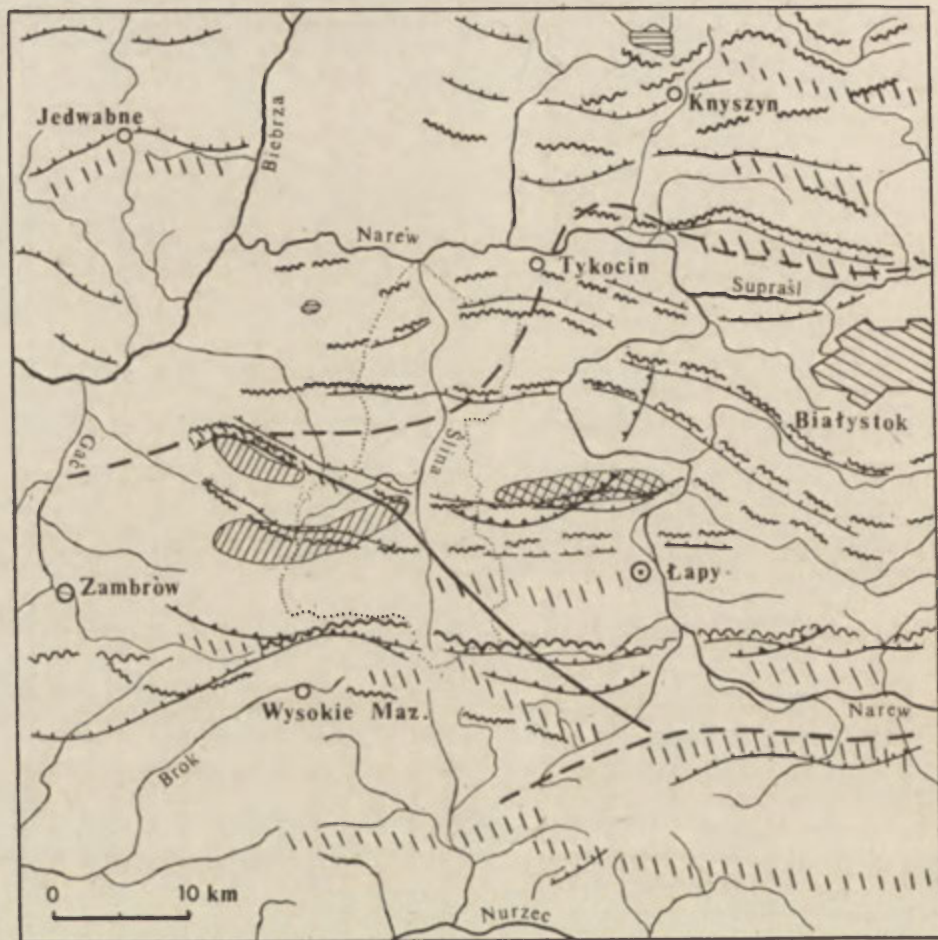 Jedwabne
Biebrza
Knyszyn
Narew
Tykocin
Supraśl
Białystok
Gać
Ślina
Zambrów
Łapy
Wysokie Maz.
Narew
Brok
0 10 km
Nurzec